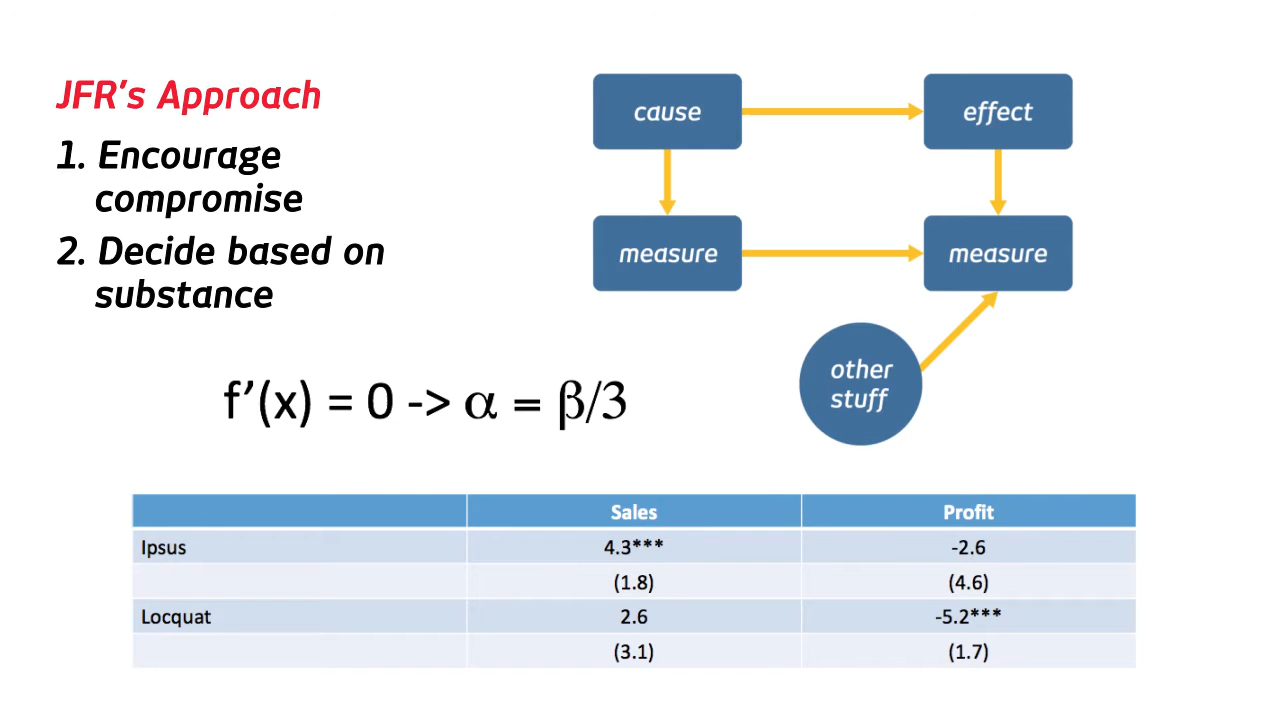 JFR's Approach
1. Encourage
compromise
2. Decide based on
substance
cause
effect
measure
measure
other
stuff
f'(x) = 0 -> α = β/3
Sales Profit
Ipsus 4.3*** -2.6
(1.8) (4.6)
Locquat 2.6 -5.2***
(3.1) (1.7)